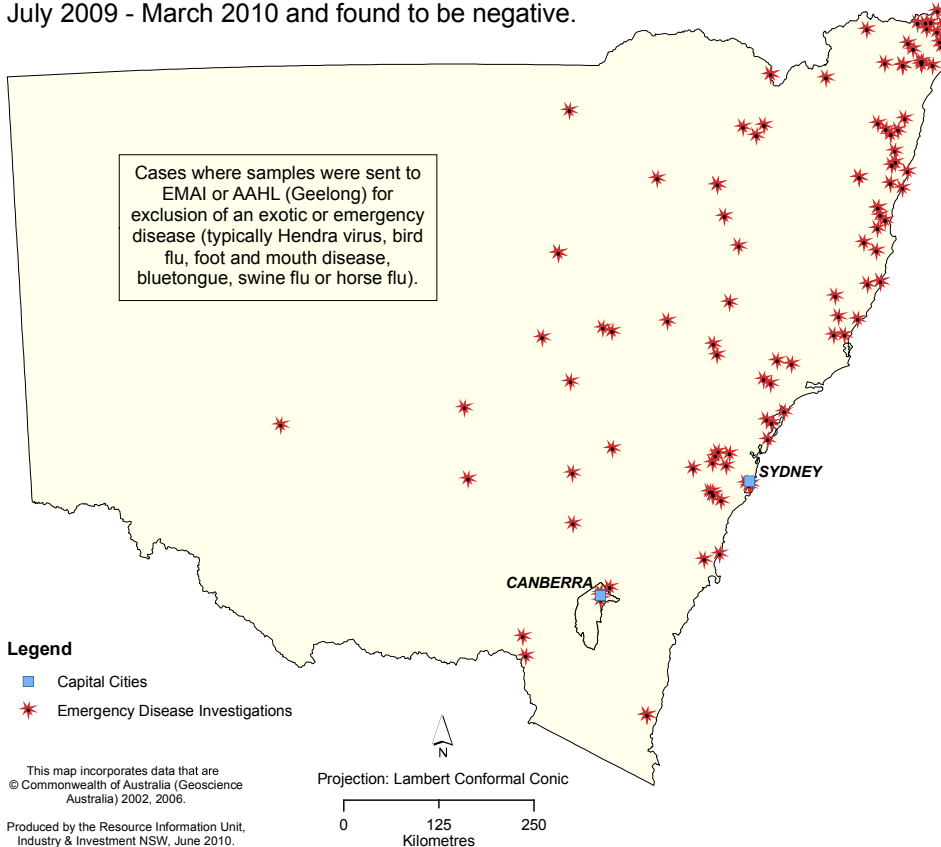 July 2009 - March 2010 and found to be negative.
Cases where samples were sent to
EMAI or AAHL (Geelong) for
exclusion of an exotic or emergency
disease (typically Hendra virus, bird
flu, foot and mouth disease,
bluetongue, swine flu or horse flu).
SYDNEY
CANBERRA
Legend
Capital Cities
Emergency Disease Investigations
N
This map incorporates data that are
© Commonwealth of Australia (Geoscience
Australia) 2002, 2006.
Produced by the Resource Information Unit,
Industry & Investment NSW, June 2010.
Projection: Lambert Conformal Conic
0 125 250
Kilometres